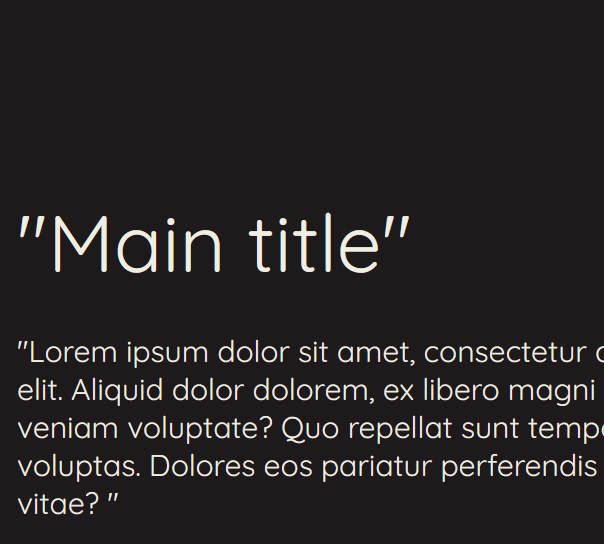 "Main title"
"Lorem ipsum dolor sit amet, consectetur
elit. Aliquid dolor dolorem, ex libero magni
veniam voluptate? Quo repellat sunt
voluptas. Dolores eos pariatur perferendis
vitae? "